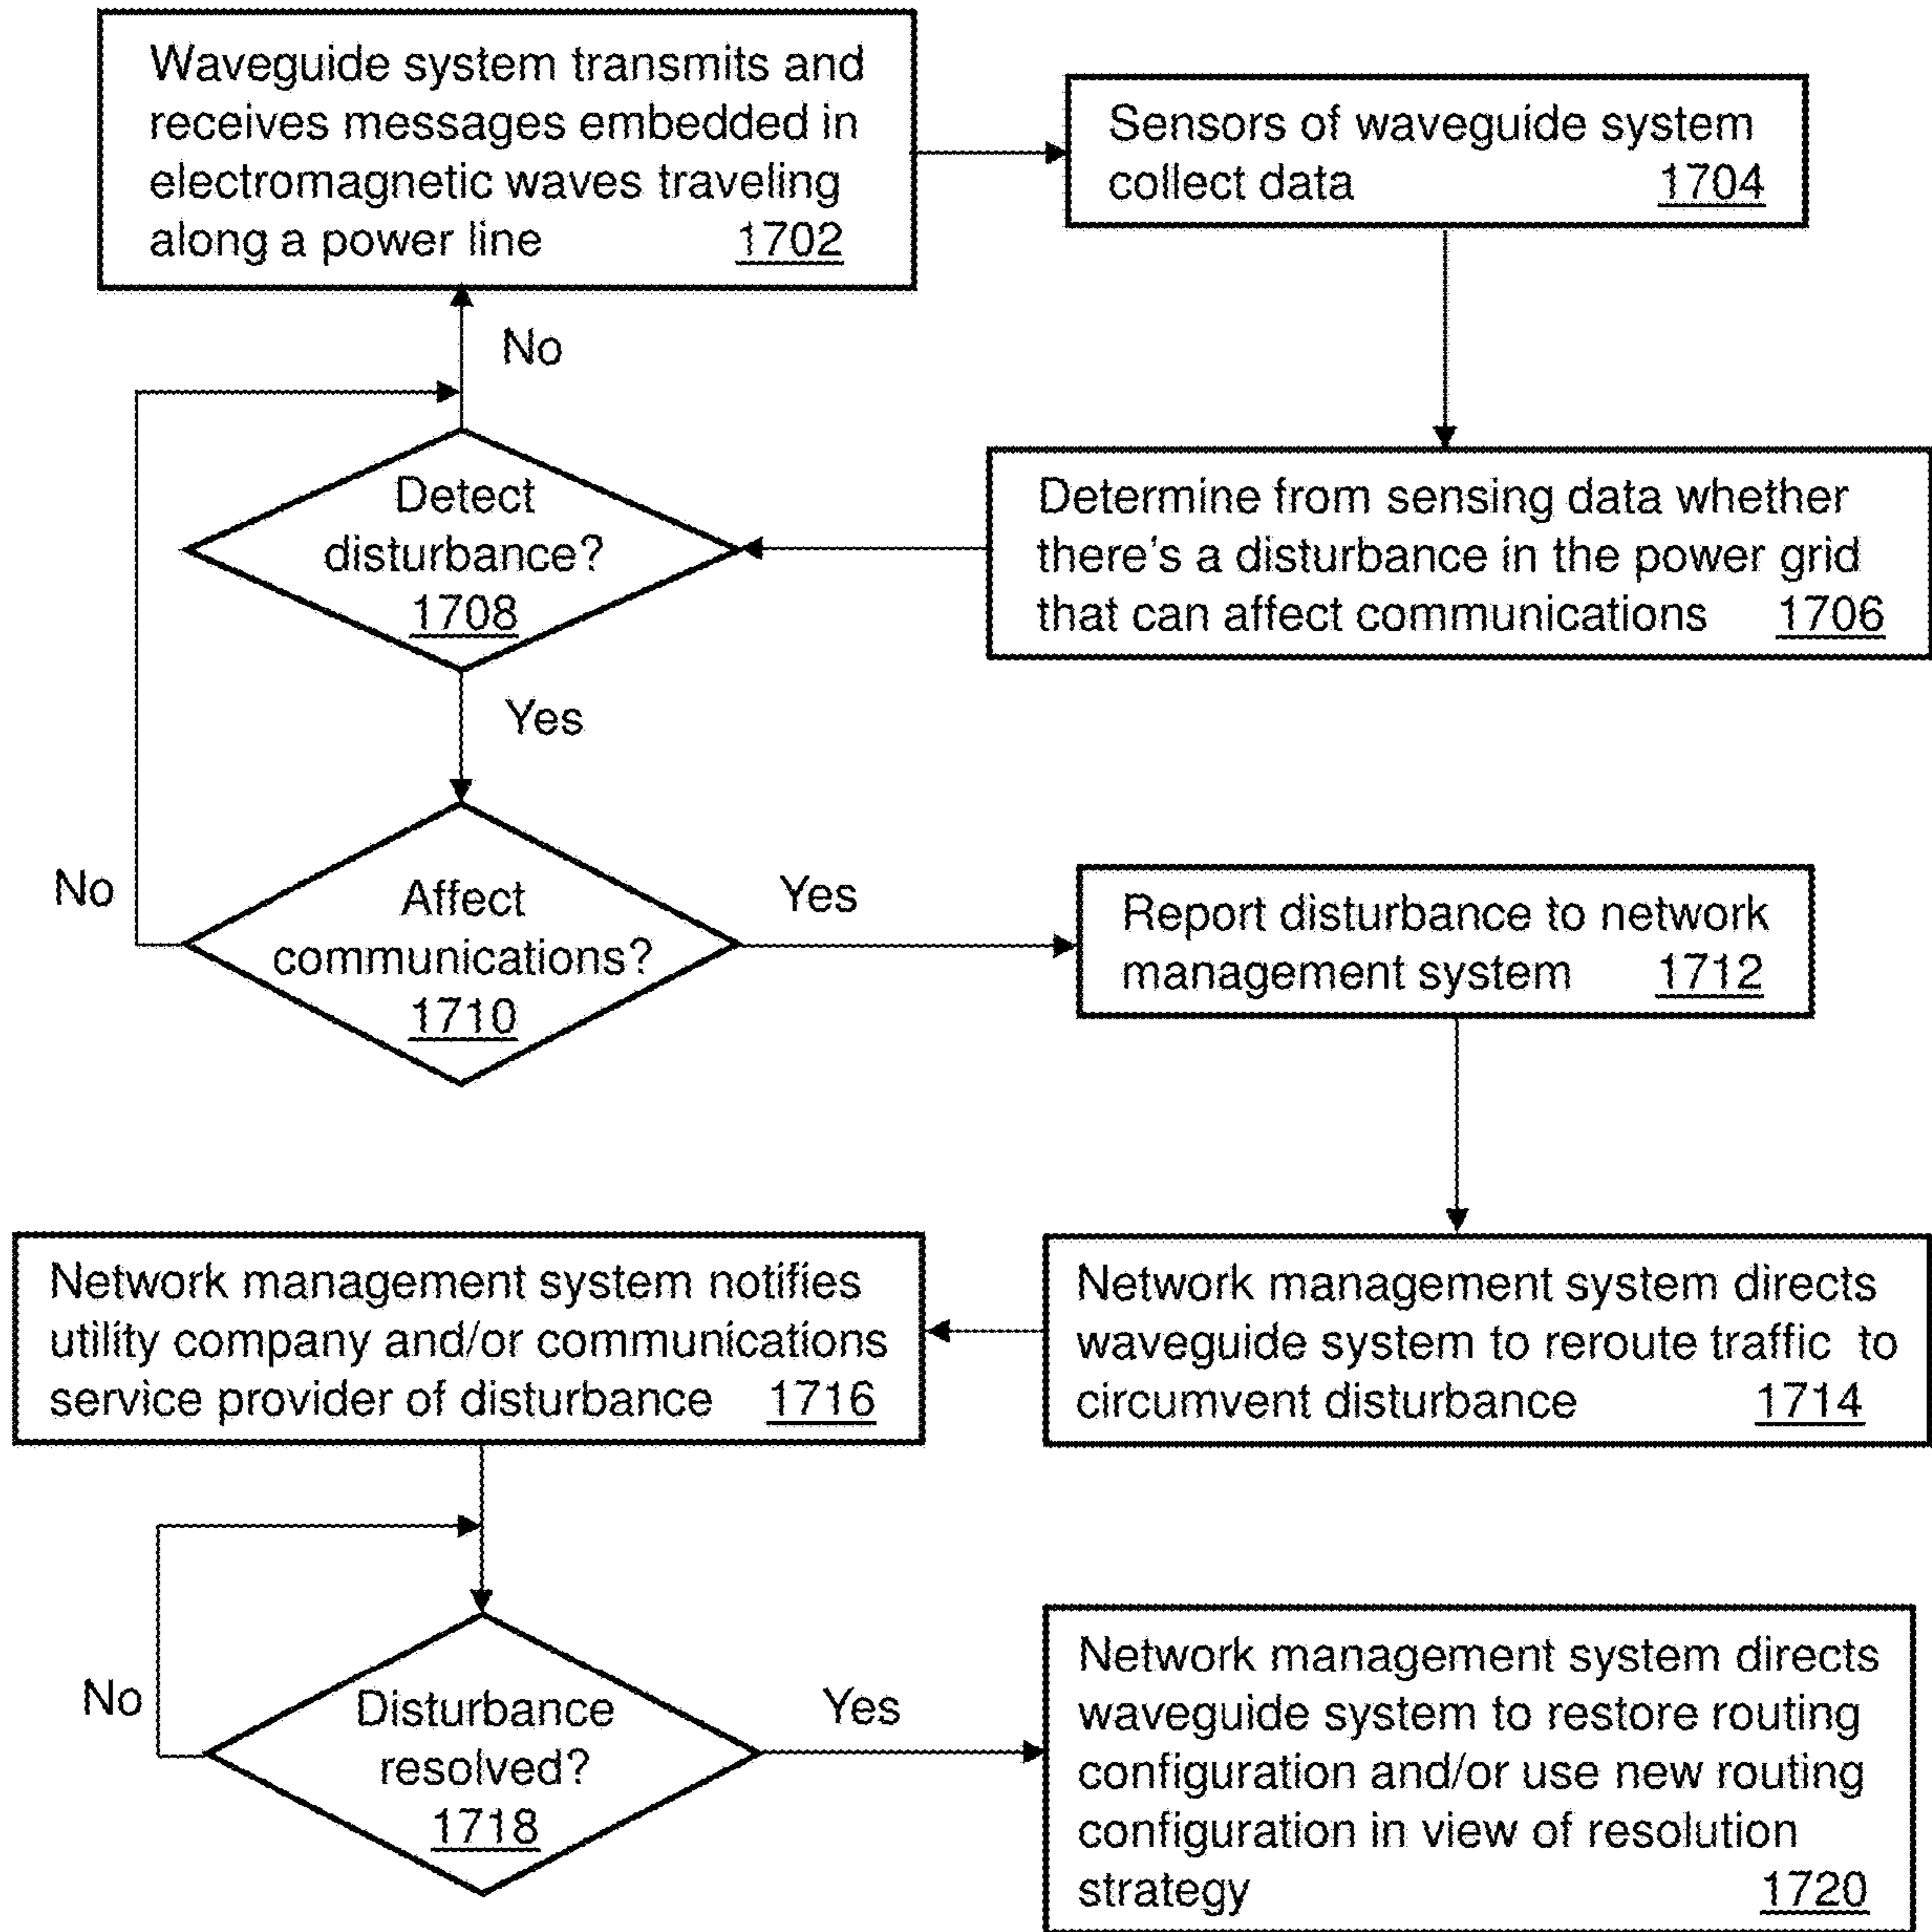 Waveguide system transmits and
receives messages embedded in
electromagnetic waves traveling
along a power line 1702
Sensors of waveguide system
collect data 1704
No
Detect
disturbance?
1708
Determine from sensing data whether
there's a disturbance in the power grid
that can affect communications 1706
Yes
No
Affect
communications?
1710
Yes
Report disturbance to network
management system 1712
Network management system notifies
utility company and/or communications
service provider of disturbance 1716
Network management system directs
waveguide system to reroute traffic to
circumvent disturbance 1714
No
Disturbance
resolved?
1718
Yes
Network management system directs
waveguide system to restore routing
configuration and/or use new routing
configuration in view of resolution
strategy 1720